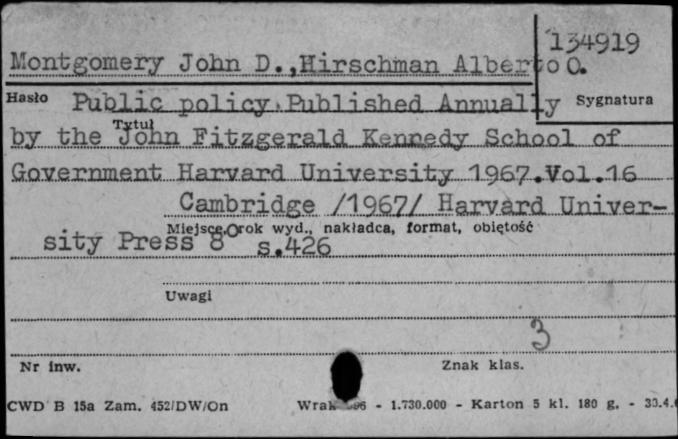 134919
Montgomery John D.,Hirschman Alberto O.
Hasło Public policy.Published Annually Sygnatura
Tytuł
by the John Fitzgerald Kennedy School of
Government Harvard University 1967.Vol.16
Cambridge /1967/ Harvard Univer-
Miejsce, rok wyd., nakładca, format, objętość
sity Press 8° s.426
Uwagi
3
Nr inw. Znak klas.
CWD B 15a Zam. 452/DW/On - 1.730.000 - Karton 5 kl. 180 g. -